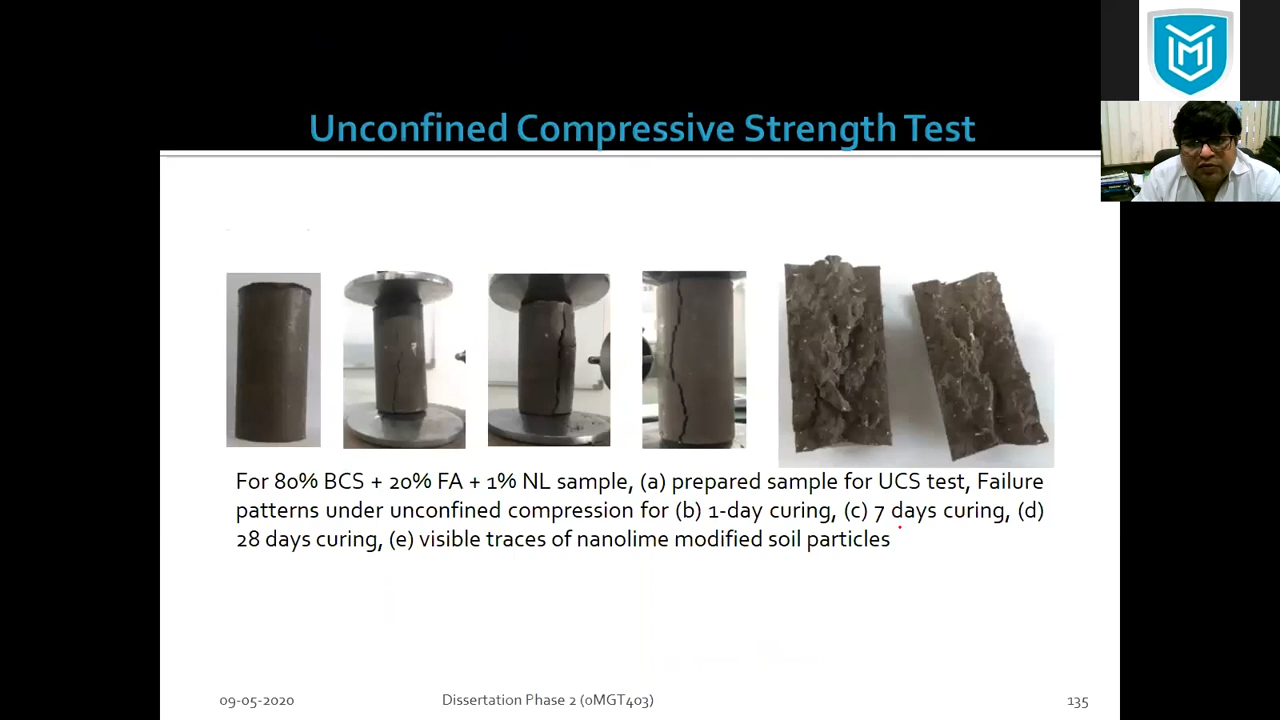 Unconfined Compressive Strength Test
For 80% BCS + 20% FA + 1% NL sample, (a) prepared sample for UCS test, Failure
patterns under unconfined compression for (b) 1-day curing, (c) 7 days curing, (d)
28 days curing, (e) visible traces of nanolime modified soil particles
09-05-2020
Dissertation Phase 2 (0MGT403)
135